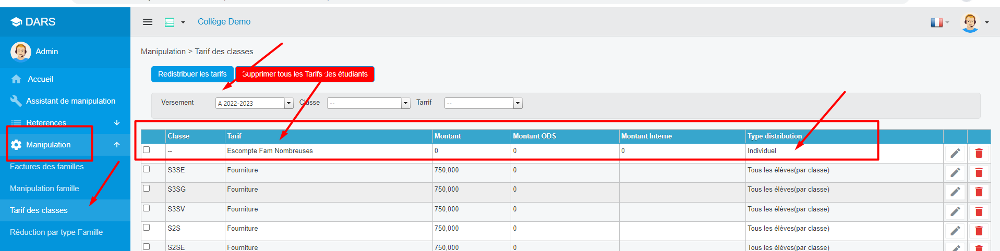 DARS
Collège Demo
Admin
Manipulation > Tarif des classes
Redistribuer les tarifs
Supprimer tous les Tarifs des étudiants
Accueil
Assistant de manipulation
References
Manipulation
Factures des familles
Manipulation famille
Tarif des classes
Réduction par type Famille
Versement A 2022-2023 Classe -- Tarrif --
Classe Tarif Montant Montant ODS Montant Interne Type distribution
-- Escompte Fam Nombreuses 0 0 0 Individuel
S3SE Fourniture 750,000 0 Tous les élèves(par classe)
S3SG Fourniture 750,000 0 Tous les élèves(par classe)
S3SV Fourniture 750,000 0 Tous les élèves(par classe)
S2S Fourniture 750,000 0 Tous les élèves(par classe)
S2SE Fourniture 750,000 0 Tous les élèves(par classe)